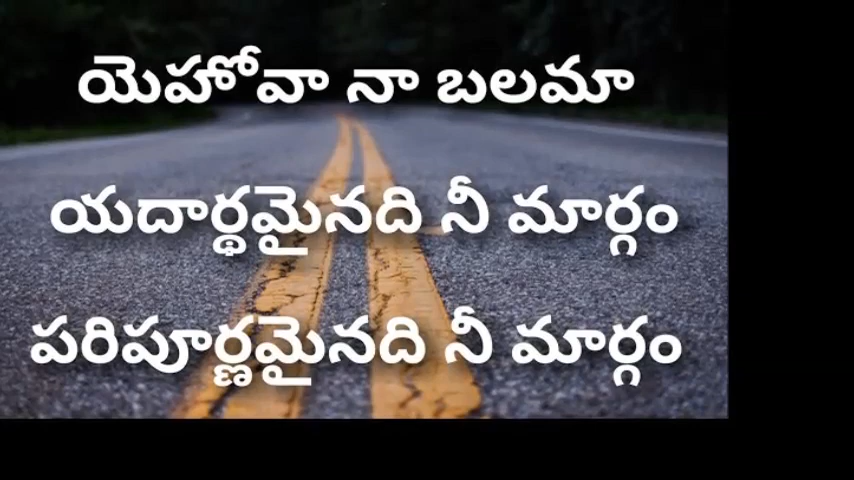 యెహోవా నా బలమా
యదార్థమైనది నీ మార్గం
పరిపూర్ణమైనది నీ మార్గం